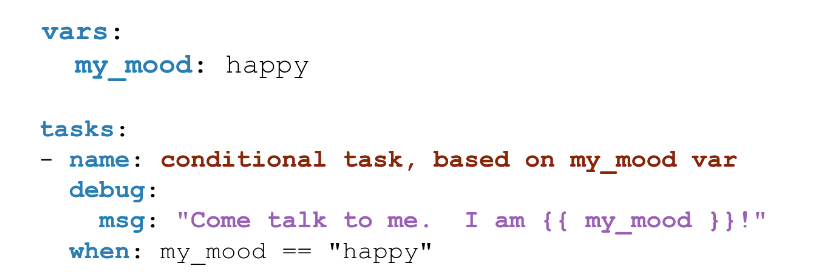 vars:
  my_mood: happy

tasks:
- name: conditional task, based on my_mood var
  debug:
    msg: "Come talk to me.  I am {{ my_mood }}!"
  when: my_mood == "happy"